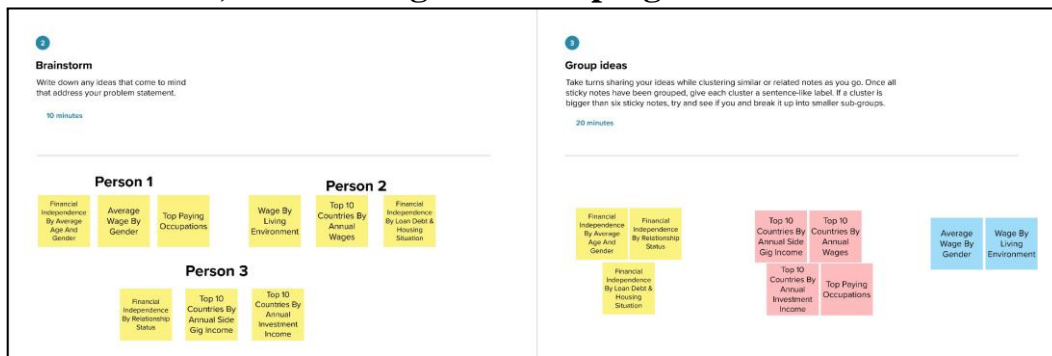 2
Brainstorm
Write down any ideas that come to mind
that address your problem statement.
10 minutes
Person 1
Financial
Independence
By Average
Age And
Gender
Average
Wage By
Gender
Top Paying
Occupations
Person 2
Wage By
Living
Environment
Top 10
Countries By
Annual
Wages
Financial
Independence
By Loan Debt &
Housing
Situation
Person 3
Financial
Independence
By Relationship
Status
Top 10
Countries By
Annual Side
Gig Income
Top 10
Countries By
Annual
Investment
Income
3
Group ideas
Take turns sharing your ideas while clustering similar or related notes as you go. Once all
sticky notes have been grouped, give each cluster a sentence-like label. If a cluster is
bigger than six sticky notes, try and see if you and break it up into smaller sub-groups.
20 minutes
Financial
Independence
By Average
Age And
Gender
Financial
Independence
By Relationship
Status
Financial
Independence
By Loan Debt &
Housing
Situation
Top 10
Countries By
Annual Side
Gig Income
Top 10
Countries By
Annual
Wages
Top 10
Countries By
Annual
Investment
Income
Top Paying
Occupations
Average
Wage By
Gender
Wage By
Living
Environment